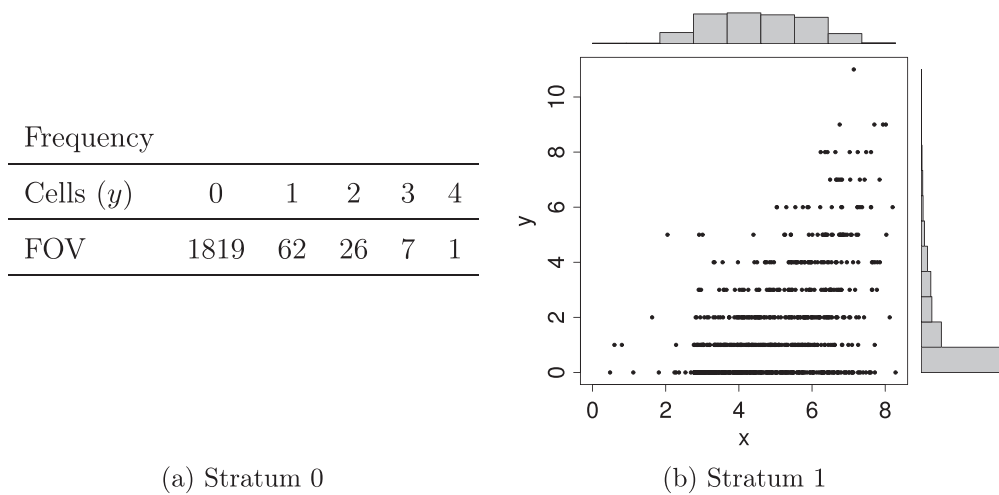 Frequency
Cells (y) 0 1 2 3 4
FOV 1819 62 26 7 1
(a) Stratum 0
10
8
6
4
2
0
y
0 2 4 6 8
x
(b) Stratum 1